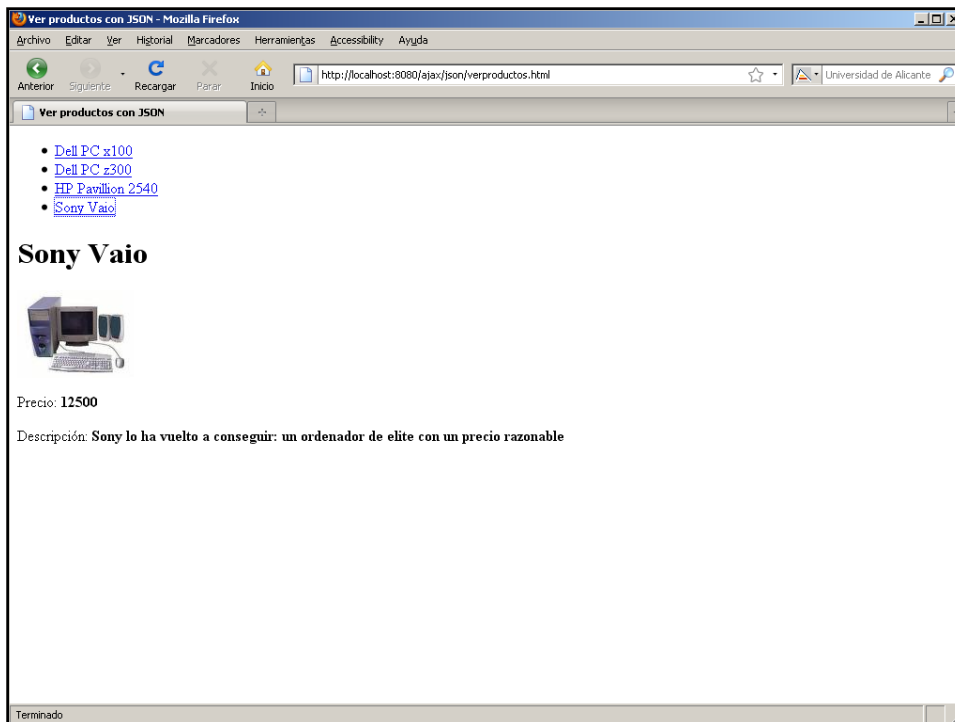 Ver productos con JSON - Mozilla Firefox
Archivo Editar Ver Historial Marcadores Herramientas Accessibility Ayuda
Anterior Siguiente Recargar Parar Inicio http://localhost:8080/ajax/json/verproductos.html Universidad de Alicante
Ver productos con JSON
Dell PC x100
Dell PC z300
HP Pavillion 2540
Sony Vaio
Sony Vaio
Precio: 12500
Descripción: Sony lo ha vuelto a conseguir: un ordenador de elite con un precio razonable
Terminado